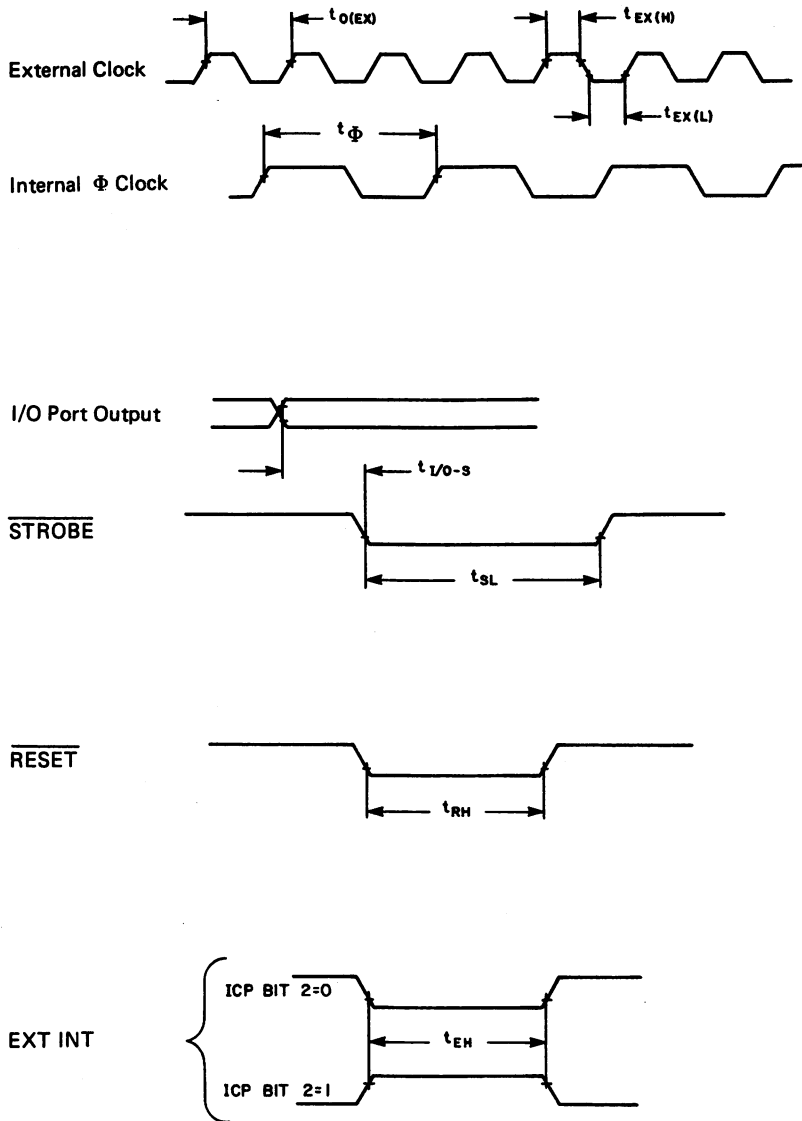 t0(EX)
tEX(H)
External Clock
tEX(L)
tΦ
Internal Φ Clock
I/O Port Output
tI/O-S
STROBE
tSL
RESET
tRH
ICP BIT 2=0
EXT INT
tEH
ICP BIT 2=1